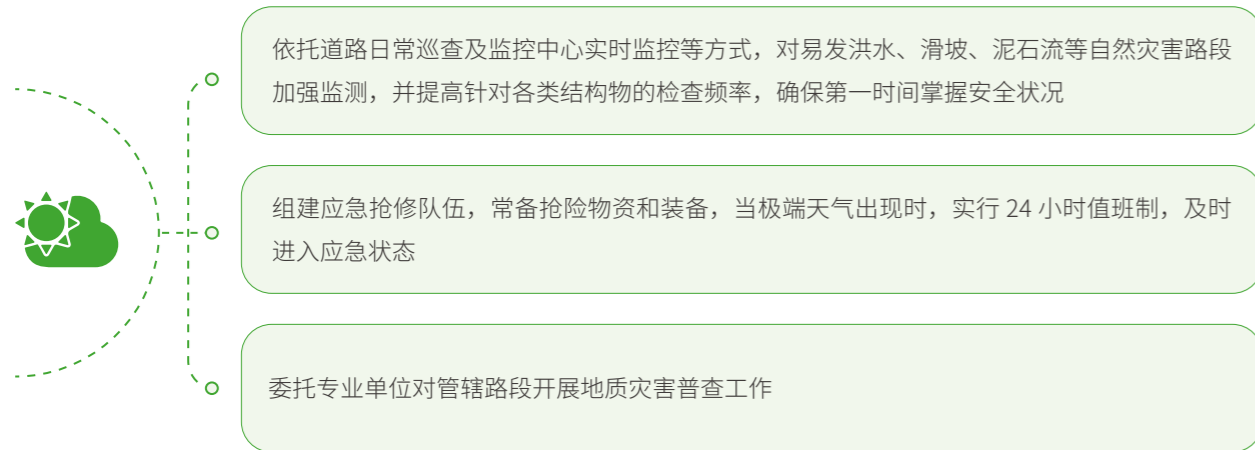 依托道路日常巡查及监控中心实时监控等方式，对易发洪水、滑坡、泥石流等自然灾害路段
加强监测，并提高针对各类结构物的检查频率，确保第一时间掌握安全状况
组建应急抢修队伍，常备抢险物资和装备，当极端天气出现时，实行 24 小时值班制，及时
进入应急状态
委托专业单位对管辖路段开展地质灾害普查工作